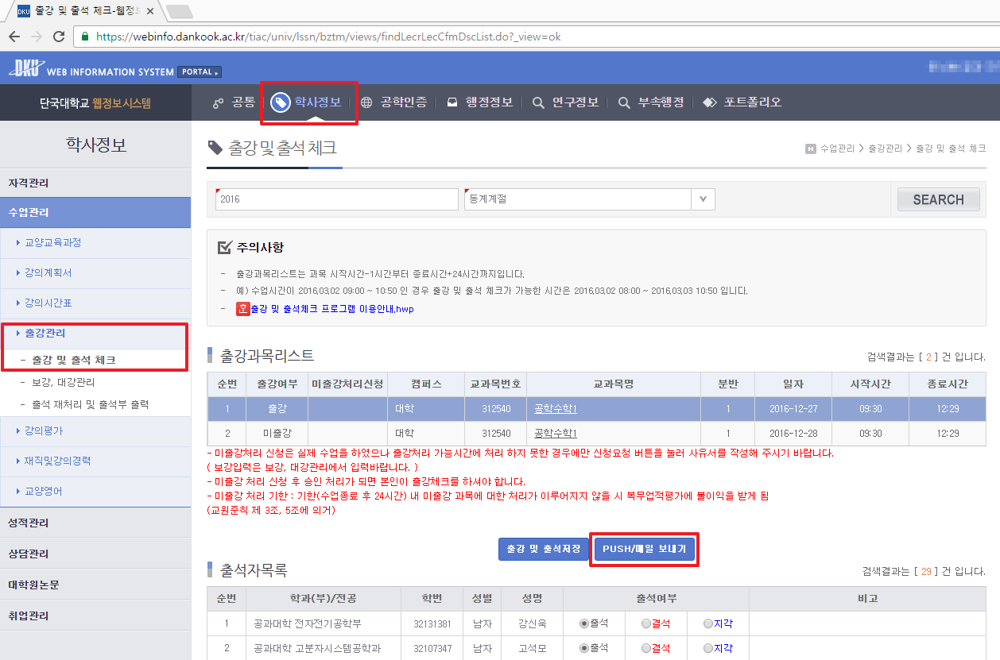 DKU 출강 및 출석 체크-웹정보
https://webinfo.dankook.ac.kr/tiac/univ/lssn/bztm/views/findLecrLecCfmDscList.do?_view=ok
DKU WEB INFORMATION SYSTEM PORTAL
단국대학교 웹정보시스템 공통 학사정보 공학인증 행정정보 연구정보 부속행정 포트폴리오
학사정보
자격관리
수업관리
교양교육과정
강의계획서
강의시간표
출강관리
- 출강 및 출석 체크
- 보강, 대강관리
- 출석 재처리 및 출석부 출력
강의평가
재직및강의경력
교양영어
성적관리
상담관리
대학원논문
취업관리
출강 및 출석 체크
H 수업관리 > 출강관리 > 출강 및 출석 체크
2016 동계계절 SEARCH
주의사항
- 출강과목리스트는 과목 시작시간-1시간부터 종료시간+24시간까지입니다.
- 예) 수업시간이 2016.03.02 09:00 ~ 10:50 인 경우 출강 및 출석 체크가 가능한 시간은 2016.03.02 08:00 ~ 2016.03.03 10:50 입니다.
- 출강 및 출석체크 프로그램 이용안내.hwp
출강과목리스트 검색결과는 [ 2 ] 건 입니다.
순번 출강여부 미출강처리신청 캠퍼스 교과목번호 교과목명 분반 일자 시작시간 종료시간
1 출강 대학 312540 공학수학1 1 2016-12-27 09:30 12:29
2 미출강 대학 312540 공학수학1 1 2016-12-28 09:30 12:29
- 미출강처리 신청은 실제 수업을 하였으나 출강처리 가능시간에 처리 하지 못한 경우에만 신청요청 버튼을 눌러 사유서를 작성해 주시기 바랍니다.
( 보강입력은 보강, 대강관리에서 입력바랍니다. )
- 미출강 처리 신청 후 승인 처리가 되면 본인이 출강체크를 하셔야 합니다.
- 미출강 처리 기한 : 기한(수업종료 후 24시간) 내 미출강 과목에 대한 처리가 이루어지지 않을 시 복무업적평가에 불이익을 받게 됨
(교원준칙 제 3조, 5조에 의거)
출강 및 출석저장 PUSH/메일 보내기
출석자목록 검색결과는 [ 29 ] 건 입니다.
순번 학과(부)/전공 학번 성별 성명 출석여부 비고
1 공과대학 전자전기공학부 32131381 남자 강신욱 출석 결석 지각
2 공과대학 고분자시스템공학과 32107347 남자 고석모 출석 결석 지각